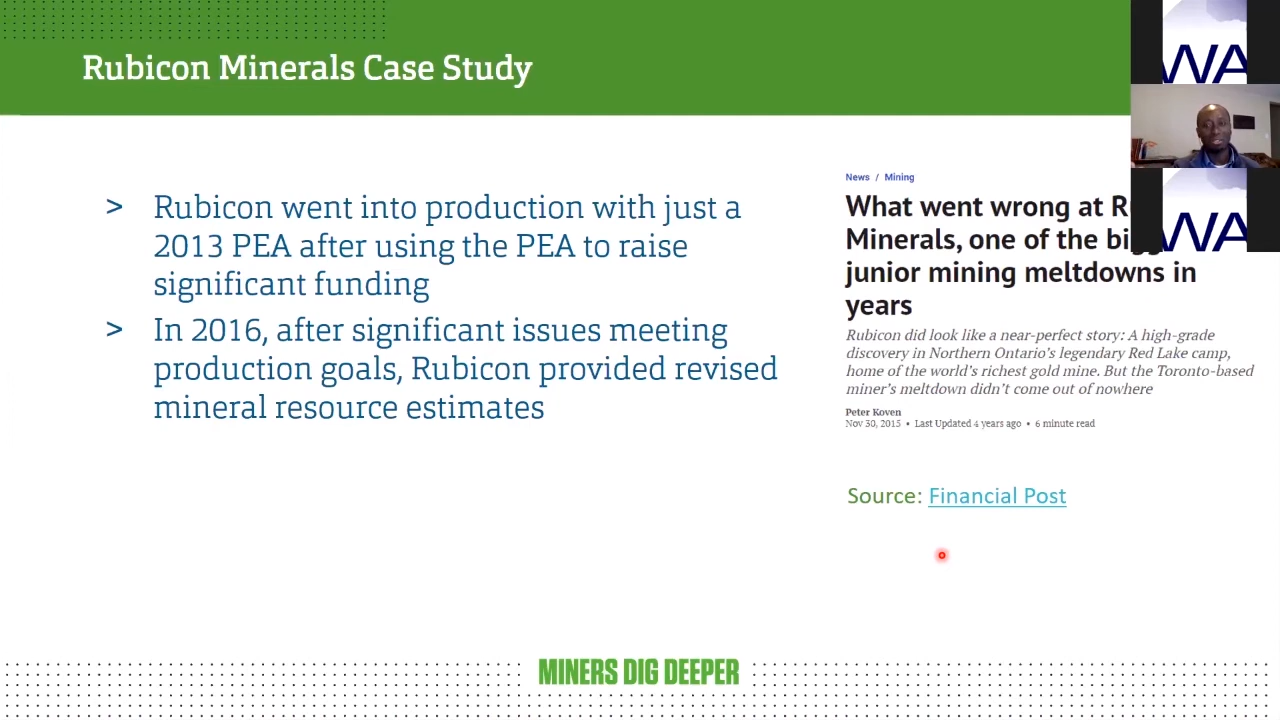 Rubicon Minerals Case Study
> Rubicon went into production with just a
2013 PEA after using the PEA to raise
significant funding
> In 2016, after significant issues meeting
production goals, Rubicon provided revised
mineral resource estimates
News / Mining
What went wrong at R
Minerals, one of the
junior mining meltdowns in
years
Rubicon did look like a near-perfect story: A high-grade
discovery in Northern Ontario's legendary Red Lake camp,
home of the world's richest gold mine. But the Toronto-based
miner's meltdown didn't come out of nowhere
Peter Koven
Nov 30, 2015 • Last Updated 4 years ago • 6 minute read
Source: Financial Post
MINERS DIG DEEPER
WA
WA